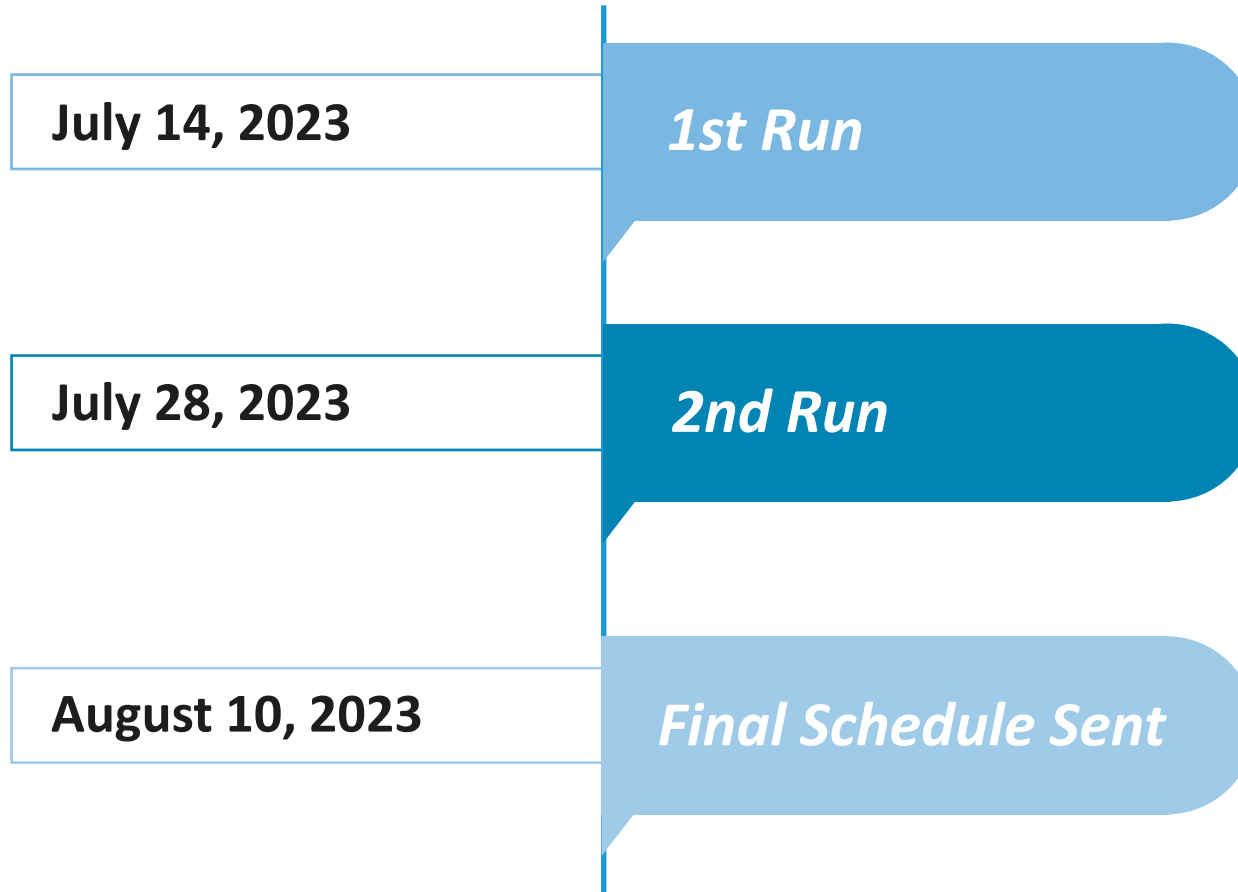 July 14, 2023
1st Run
July 28, 2023
2nd Run
August 10, 2023
Final Schedule Sent